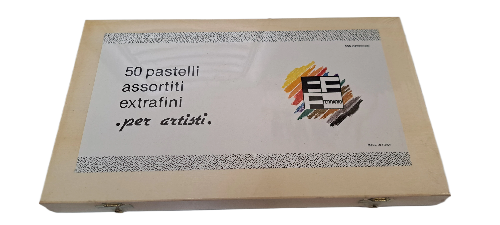 50 pastelli
assortiti
extrafini
.per artisti.